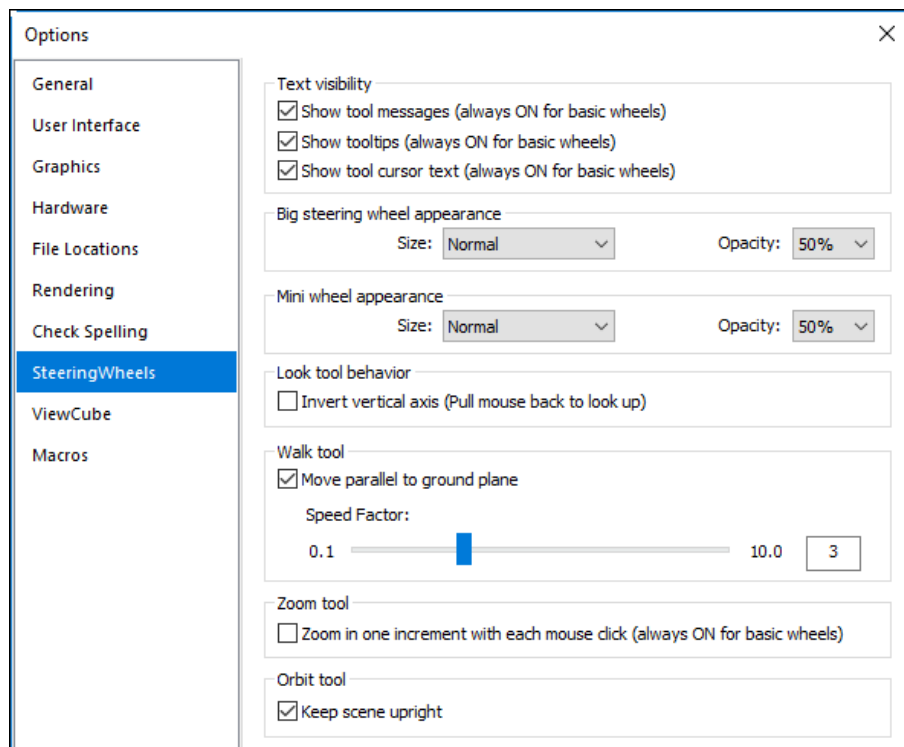 Options
General
User Interface
Graphics
Hardware
File Locations
Rendering
Check Spelling
SteeringWheels
ViewCube
Macros
Text visibility
Show tool messages (always ON for basic wheels)
Show tooltips (always ON for basic wheels)
Show tool cursor text (always ON for basic wheels)
Big steering wheel appearance
Size: Normal Opacity: 50%
Mini wheel appearance
Size: Normal Opacity: 50%
Look tool behavior
Invert vertical axis (Pull mouse back to look up)
Walk tool
Move parallel to ground plane
Speed Factor:
0.1 10.0 3
Zoom tool
Zoom in one increment with each mouse click (always ON for basic wheels)
Orbit tool
Keep scene upright